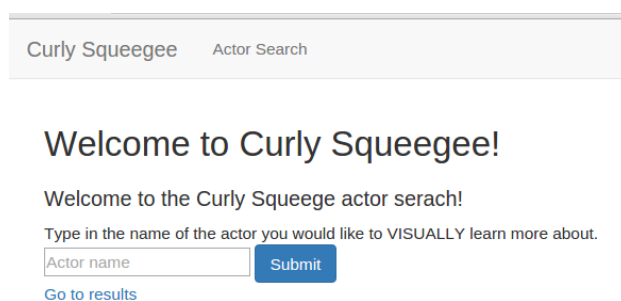 Curly Squeegee Actor Search
Welcome to Curly Squeegee!
Welcome to the Curly Squeege actor serach!
Type in the name of the actor you would like to VISUALLY learn more about.
Actor name Submit
Go to results